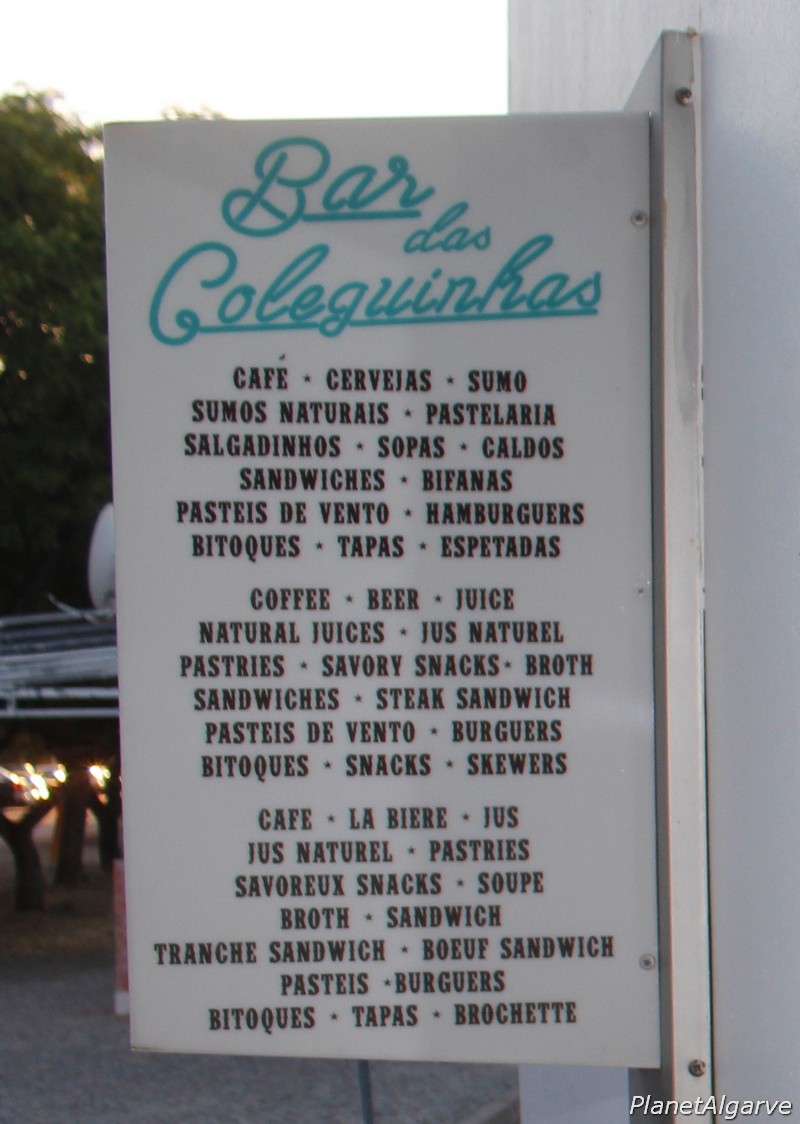 Bar
das
Coleguinhas
CAFÉ * CERVEJAS * SUMO
SUMOS NATURAIS * PASTELARIA
SALGADINHOS * SOPAS * CALDOS
SANDWICHES * BIFANAS
PASTEIS DE VENTO * HAMBURGUERS
BITOQUES * TAPAS * ESPETADAS
COFFEE * BEER * JUICE
NATURAL JUICES * JUS NATUREL
PASTRIES * SAVORY SNACKS* BROTH
SANDWICHES * STEAK SANDWICH
PASTEIS DE VENTO * BURGUERS
BITOQUES * SNACKS * SKEWERS
CAFE * LA BIERE * JUS
JUS NATUREL * PASTRIES
SAVOREUX SNACKS * SOUPE
BROTH * SANDWICH
TRANCHE SANDWICH * BOEUF SANDWICH
PASTEIS *BURGUERS
BITOQUES * TAPAS * BROCHETTE
PlanetAlgarve